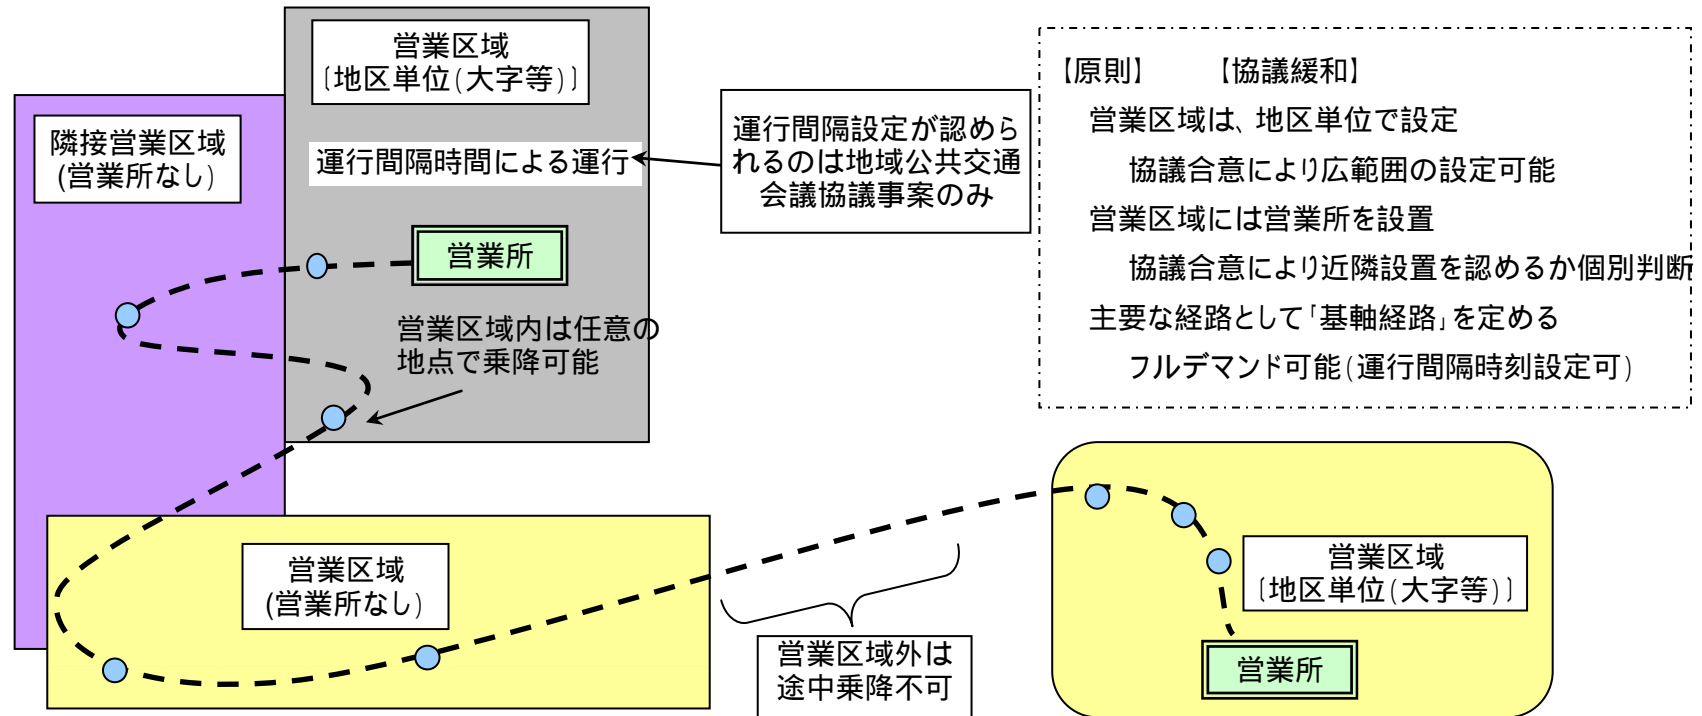 営業区域
〔地区単位(大字等)〕
隣接営業区域
(営業所なし)
運行間隔時間による運行
運行間隔設定が認めら
れるのは地域公共交通
会議協議事案のみ
営業所
営業区域内は任意の
地点で乗降可能
【原則】　　【協議緩和】
営業区域は、地区単位で設定
協議合意により広範囲の設定可能
営業区域には営業所を設置
協議合意により近隣設置を認めるか個別判断
主要な経路として「基軸経路」を定める
フルデマンド可能(運行間隔時刻設定可)
営業区域
(営業所なし)
営業区域外は
途中乗降不可
営業区域
〔地区単位(大字等)〕
営業所